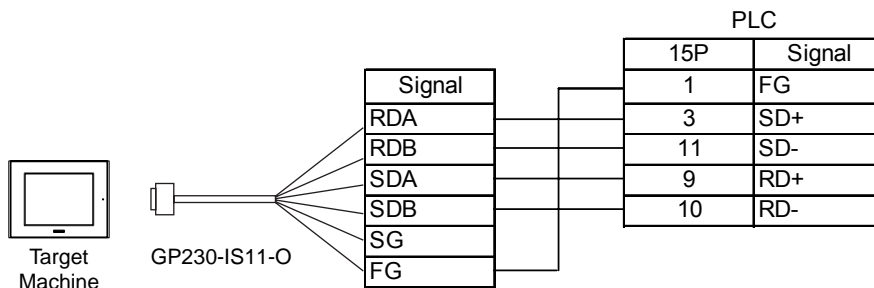 PLC
15P Signal
Signal 1 FG
RDA 3 SD+
RDB 11 SD-
SDA 9 RD+
SDB 10 RD-
SG
FG
Target
Machine
GP230-IS11-O